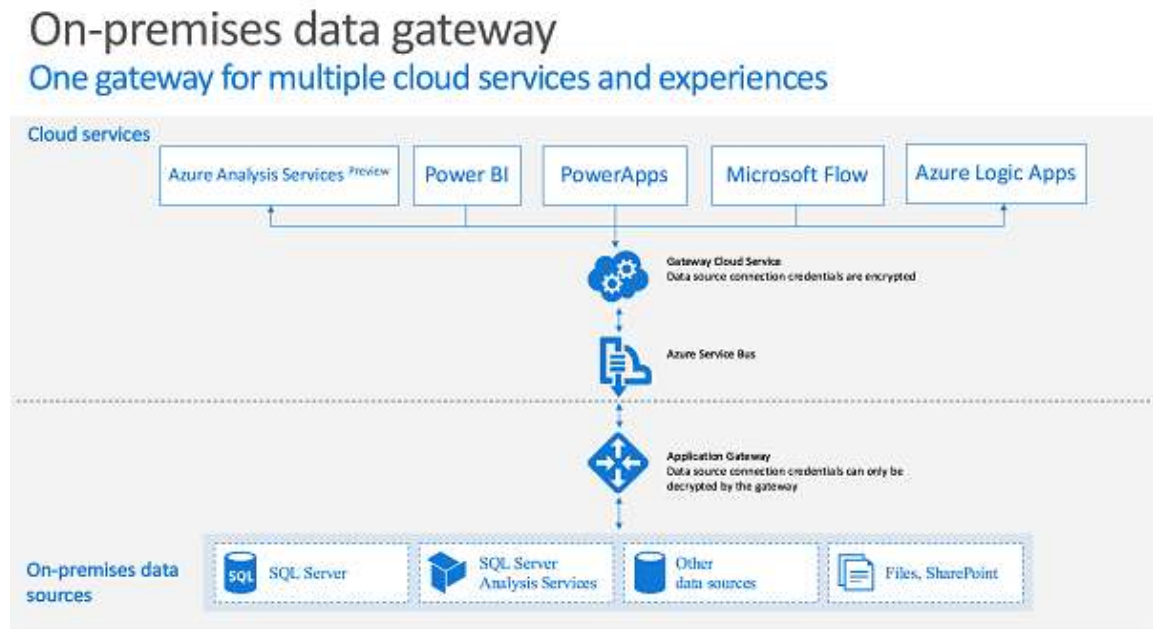 On-premises data gateway
One gateway for multiple cloud services and experiences
Cloud services
Azure Analysis Services Preview
Power BI
PowerApps
Microsoft Flow
Azure Logic Apps
Gateway Cloud Service
Data source connection credentials are encrypted
Azure Service Bus
Application Gateway
Data source connection credentials can only be
decrypted by the gateway
On-premises data
sources
SQL
SQL Server
SQL Server
Analysis Services
Other
data sources
Files, SharePoint